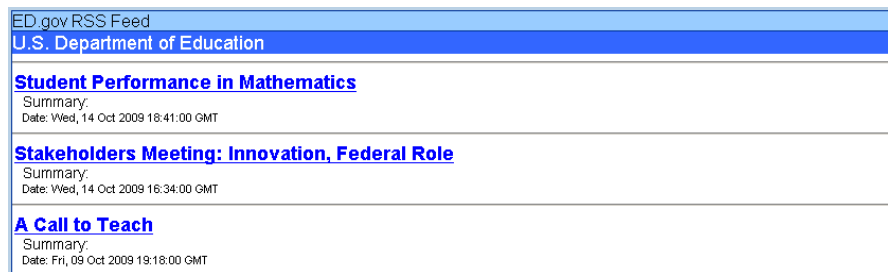 ED.gov RSS Feed
U.S. Department of Education
Student Performance in Mathematics
Summary:
Date: Wed, 14 Oct 2009 18:41:00 GMT
Stakeholders Meeting: Innovation, Federal Role
Summary:
Date: Wed, 14 Oct 2009 16:34:00 GMT
A Call to Teach
Summary:
Date: Fri, 09 Oct 2009 19:18:00 GMT